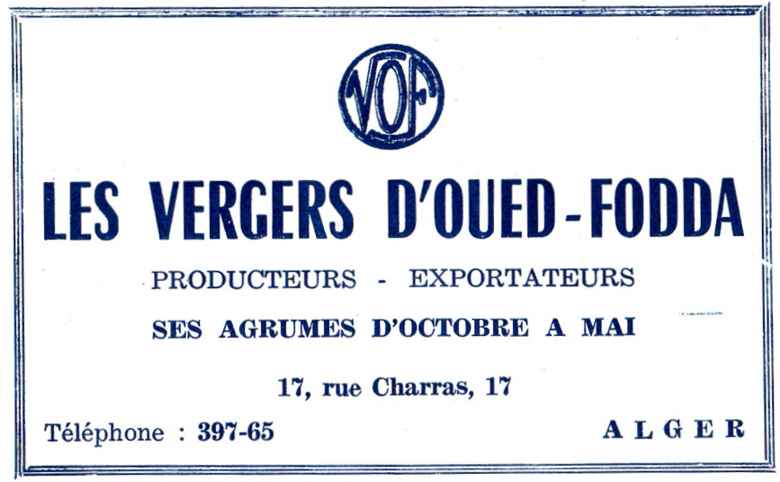 VOF
LES VERGERS D'OUED-FODDA
PRODUCTEURS - EXPORTATEURS
SES AGRUMES D'OCTOBRE A MAI
17, rue Charras, 17
Téléphone : 397-65 ALGER